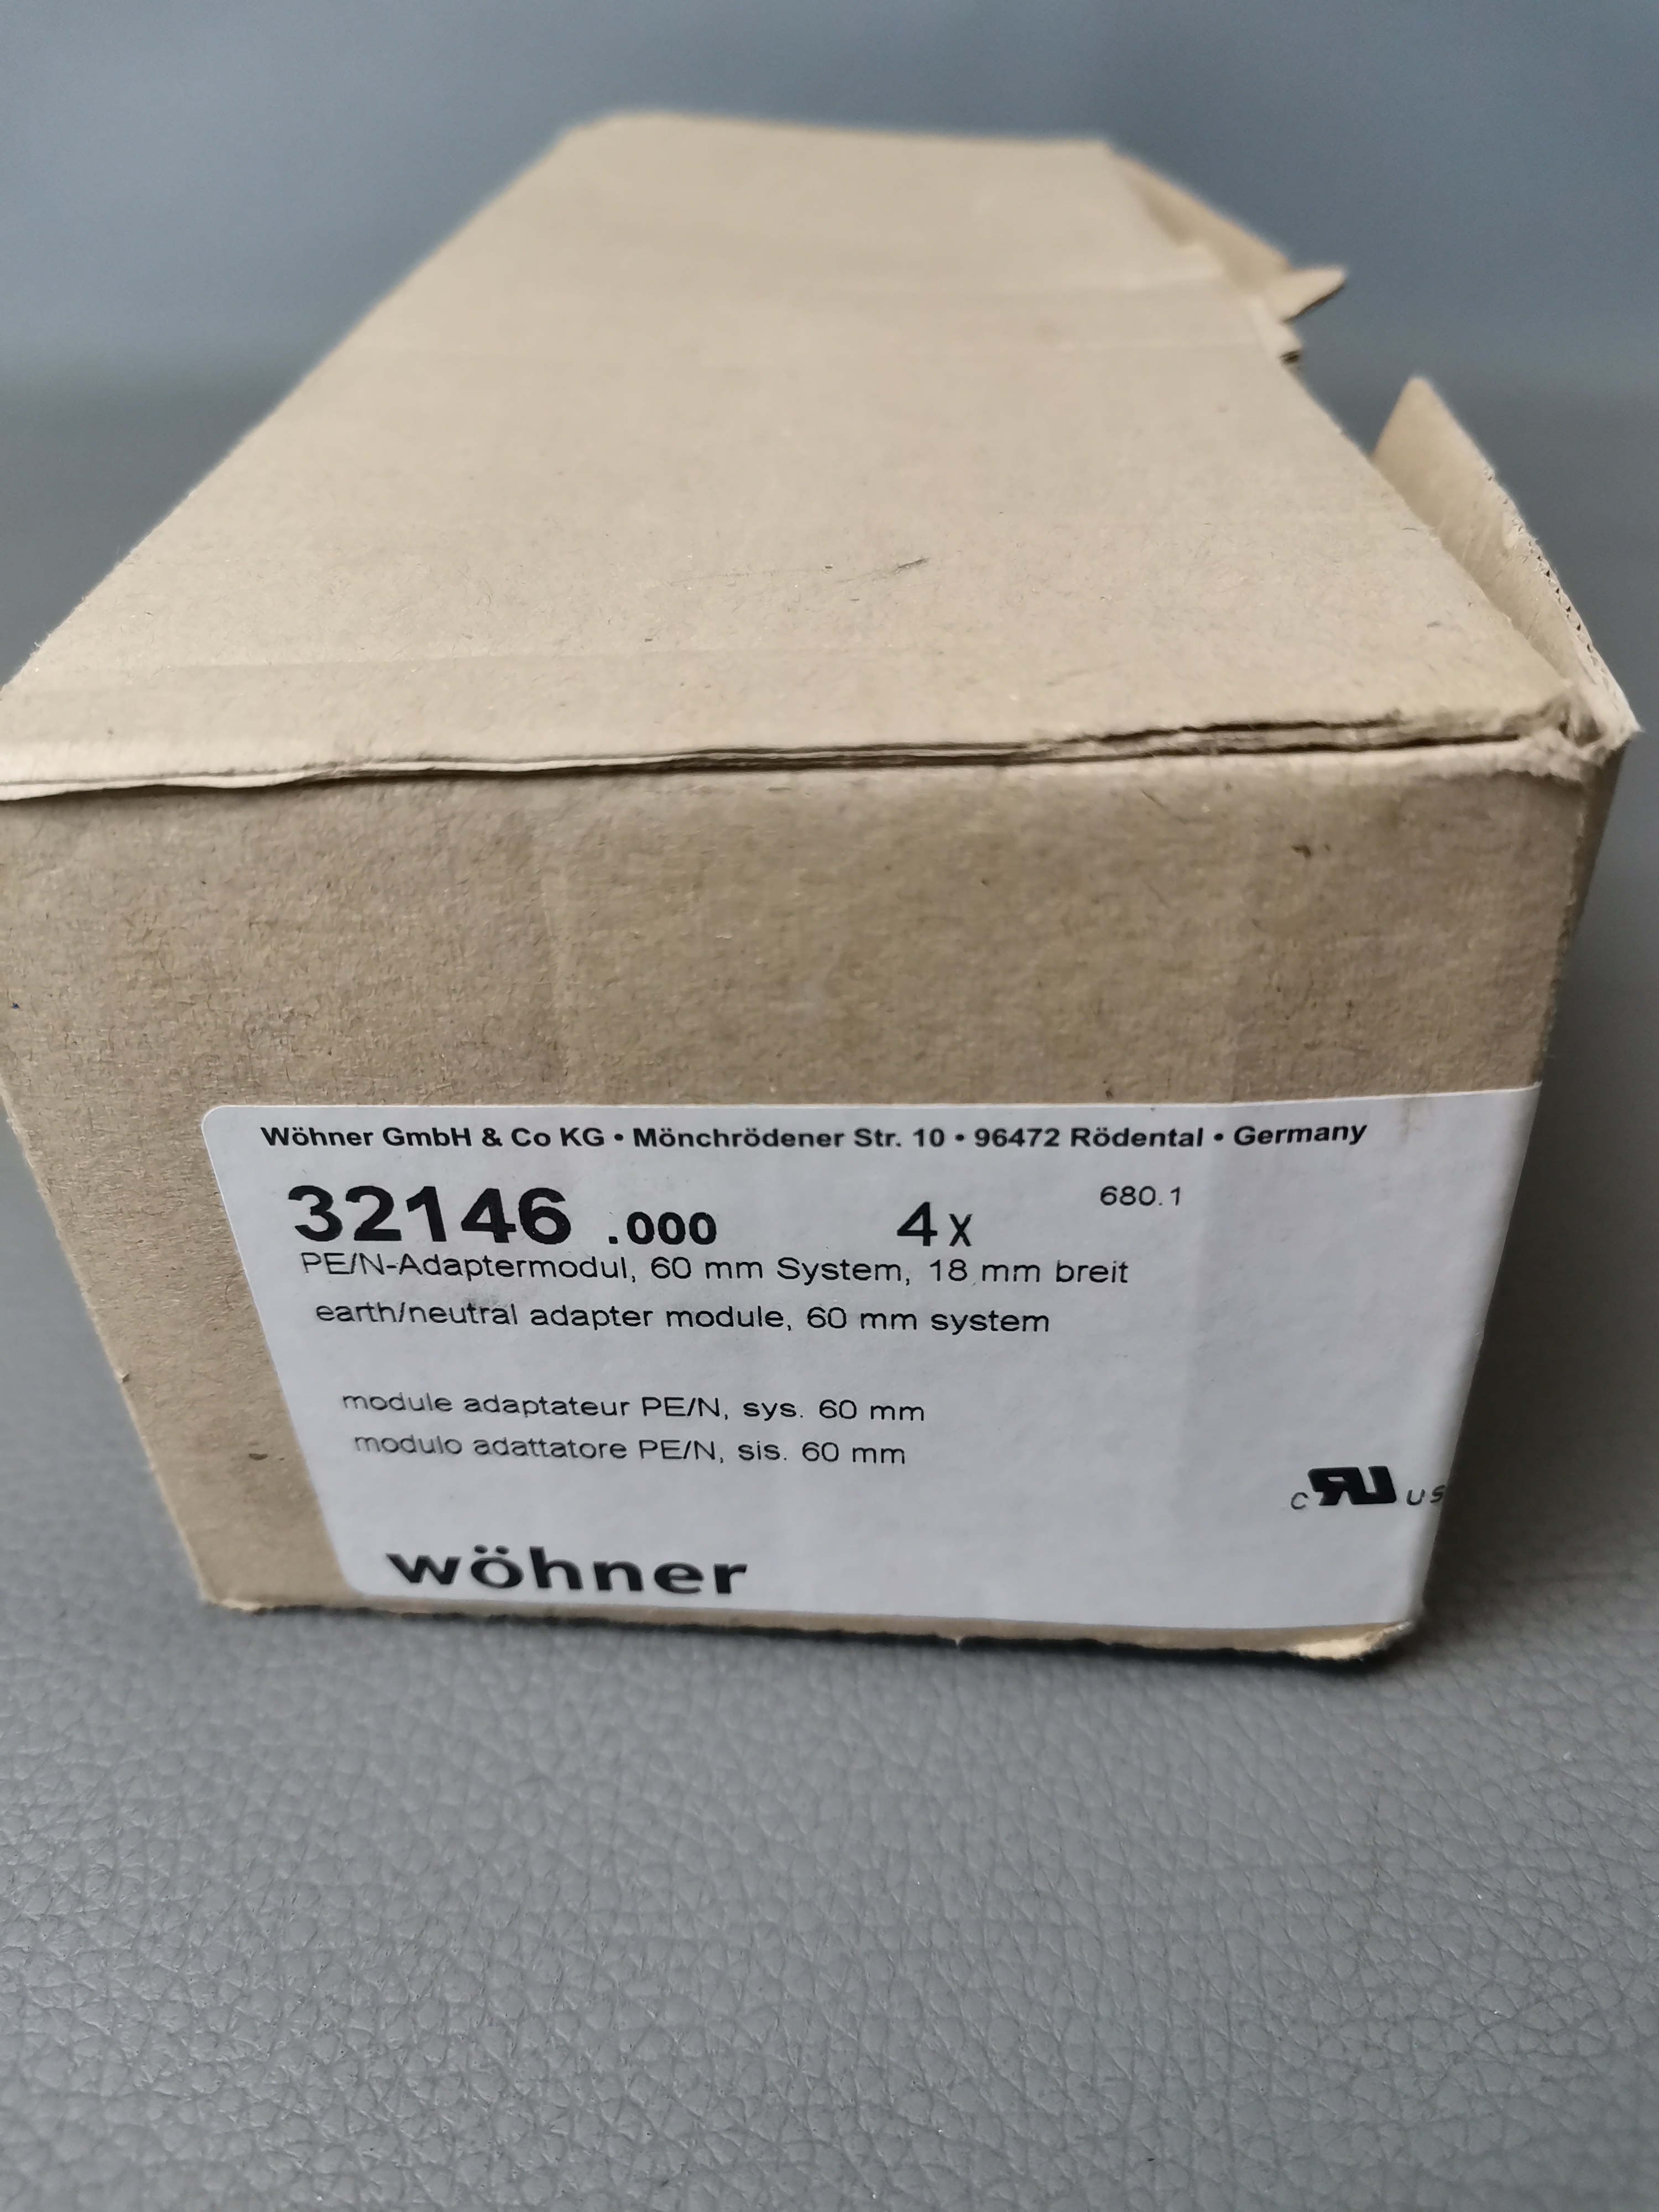 Wöhner GmbH & Co KG • Mönchrödener Str. 10 • 96472 Rödental • Germany
32146 .000 4x 680.1
PE/N-Adaptermodul, 60 mm System, 18 mm breit
earth/neutral adapter module, 60 mm system
module adaptateur PE/N, sys. 60 mm
modulo adattatore PE/N, sis. 60 mm
c RU us
wöhner